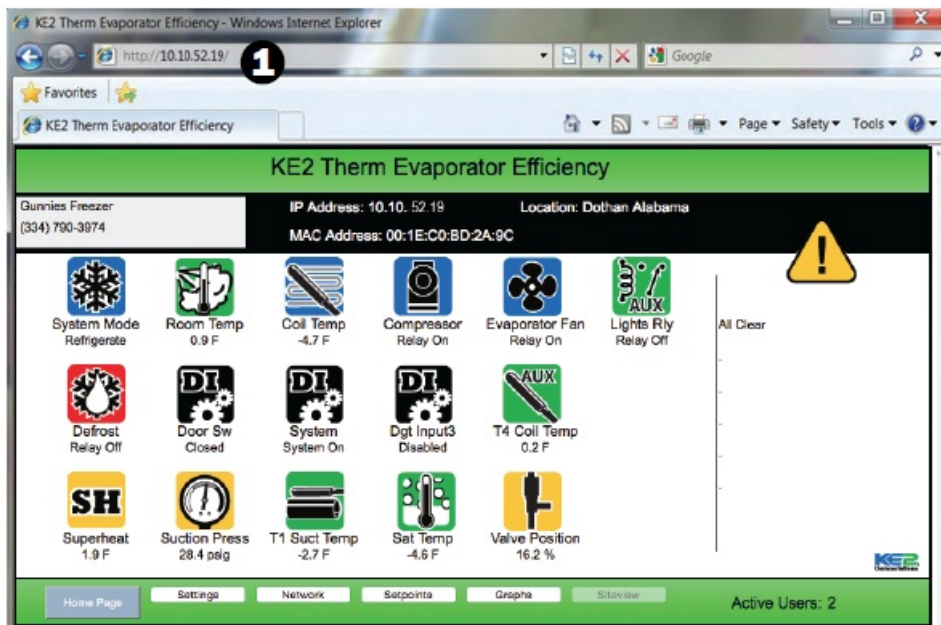 KE2 Therm Evaporator Efficiency - Windows Internet Explorer
http://10.10.52.19/
1
Google
Favorites
KE2 Therm Evaporator Efficiency
Page Safety Tools
KE2 Therm Evaporator Efficiency
Gunnies Freezer
(334) 790-3974
IP Address: 10.10. 52.19
Location: Dothan Alabama
MAC Address: 00:1E:C0:BD:2A:9C
!
AUX
System Mode
Refrigerate
Room Temp
0.9 F
Coil Temp
-4.7 F
Compressor
Relay On
Evaporator Fan
Relay On
Lights Rly
Relay Off
All Clear
DI
DI
DI
AUX
Defrost
Relay Off
Door Sw
Closed
System
System On
Dgt Input3
Disabled
T4 Coil Temp
0.2 F
SH
Superheat
1.9 F
Suction Press
28.4 psig
T1 Suct Temp
-2.7 F
Sat Temp
-4.6 F
Valve Position
16.2 %
KE2
Home Page
Settings
Network
Setpoints
Graphs
Siteview
Active Users: 2